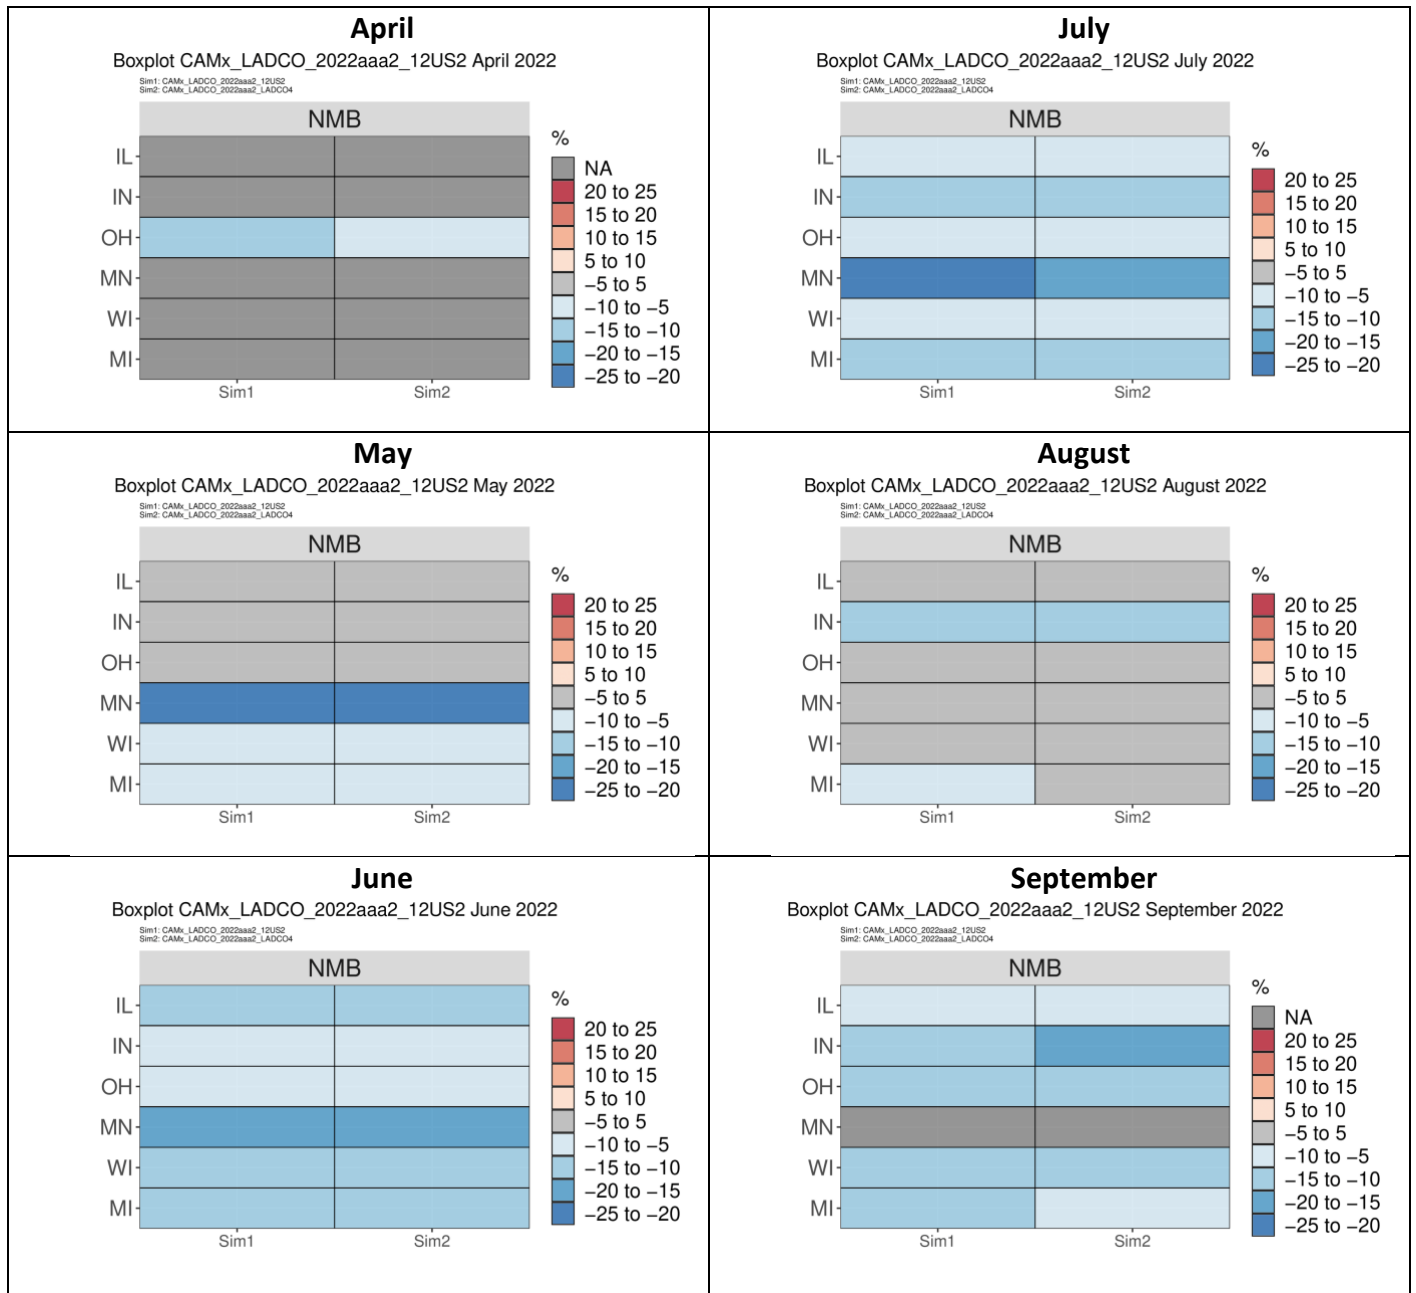 April
Boxplot CAMx_LADCO_2022aaa2_12US2 April 2022
Sim1: CAMx_LADCO_2022aaa2_12US2
Sim2: CAMx_LADCO_2022aaa2_LADCO4
NMB
IL
IN
OH
MN
WI
MI
Sim1 Sim2
%
NA
20 to 25
15 to 20
10 to 15
5 to 10
−5 to 5
−10 to −5
−15 to −10
−20 to −15
−25 to −20
July
Boxplot CAMx_LADCO_2022aaa2_12US2 July 2022
Sim1: CAMx_LADCO_2022aaa2_12US2
Sim2: CAMx_LADCO_2022aaa2_LADCO4
NMB
IL
IN
OH
MN
WI
MI
Sim1 Sim2
%
20 to 25
15 to 20
10 to 15
5 to 10
−5 to 5
−10 to −5
−15 to −10
−20 to −15
−25 to −20
May
Boxplot CAMx_LADCO_2022aaa2_12US2 May 2022
Sim1: CAMx_LADCO_2022aaa2_12US2
Sim2: CAMx_LADCO_2022aaa2_LADCO4
NMB
IL
IN
OH
MN
WI
MI
Sim1 Sim2
%
20 to 25
15 to 20
10 to 15
5 to 10
−5 to 5
−10 to −5
−15 to −10
−20 to −15
−25 to −20
August
Boxplot CAMx_LADCO_2022aaa2_12US2 August 2022
Sim1: CAMx_LADCO_2022aaa2_12US2
Sim2: CAMx_LADCO_2022aaa2_LADCO4
NMB
IL
IN
OH
MN
WI
MI
Sim1 Sim2
%
20 to 25
15 to 20
10 to 15
5 to 10
−5 to 5
−10 to −5
−15 to −10
−20 to −15
−25 to −20
June
Boxplot CAMx_LADCO_2022aaa2_12US2 June 2022
Sim1: CAMx_LADCO_2022aaa2_12US2
Sim2: CAMx_LADCO_2022aaa2_LADCO4
NMB
IL
IN
OH
MN
WI
MI
Sim1 Sim2
%
20 to 25
15 to 20
10 to 15
5 to 10
−5 to 5
−10 to −5
−15 to −10
−20 to −15
−25 to −20
September
Boxplot CAMx_LADCO_2022aaa2_12US2 September 2022
Sim1: CAMx_LADCO_2022aaa2_12US2
Sim2: CAMx_LADCO_2022aaa2_LADCO4
NMB
IL
IN
OH
MN
WI
MI
Sim1 Sim2
%
NA
20 to 25
15 to 20
10 to 15
5 to 10
−5 to 5
−10 to −5
−15 to −10
−20 to −15
−25 to −20